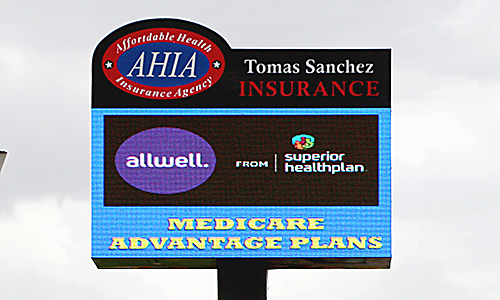 Affordable Health
AHIA
Insurance Agency
Tomas Sanchez
INSURANCE
allwell.
FROM
superior
healthplan
MEDICARE
ADVANTAGE PLANS